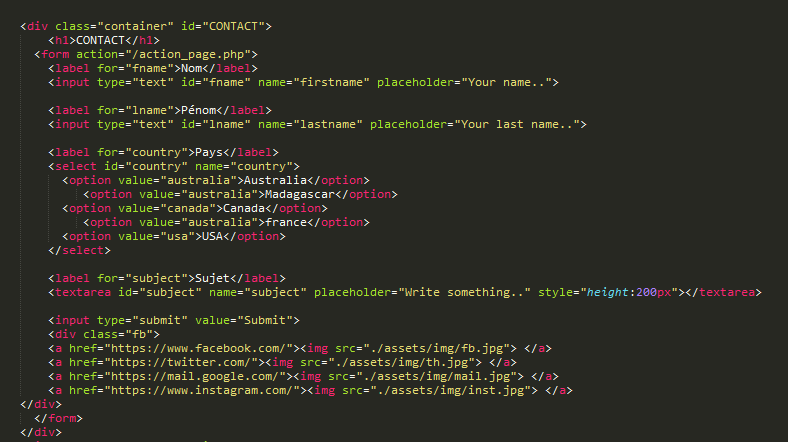 <div class="container" id="CONTACT">
<h1>CONTACT</h1>
<form action="/action_page.php">
<label for="fname">Nom</label>
<input type="text" id="fname" name="firstname" placeholder="Your name..">
<label for="lname">Pénom</label>
<input type="text" id="lname" name="lastname" placeholder="Your last name..">
<label for="country">Pays</label>
<select id="country" name="country">
<option value="australia">Australia</option>
<option value="australia">Madagascar</option>
<option value="canada">Canada</option>
<option value="australia">france</option>
<option value="usa">USA</option>
</select>
<label for="subject">Sujet</label>
<textarea id="subject" name="subject" placeholder="Write something.." style="height:200px"></textarea>
<input type="submit" value="Submit">
<div class="fb">
<a href="https://www.facebook.com/"><img src="./assets/img/fb.jpg"> </a>
<a href="https://twitter.com/"><img src="./assets/img/th.jpg"> </a>
<a href="https://mail.google.com/"><img src="./assets/img/mail.jpg"> </a>
<a href="https://www.instagram.com/"><img src="./assets/img/inst.jpg"> </a>
</div>
</form>
</div>